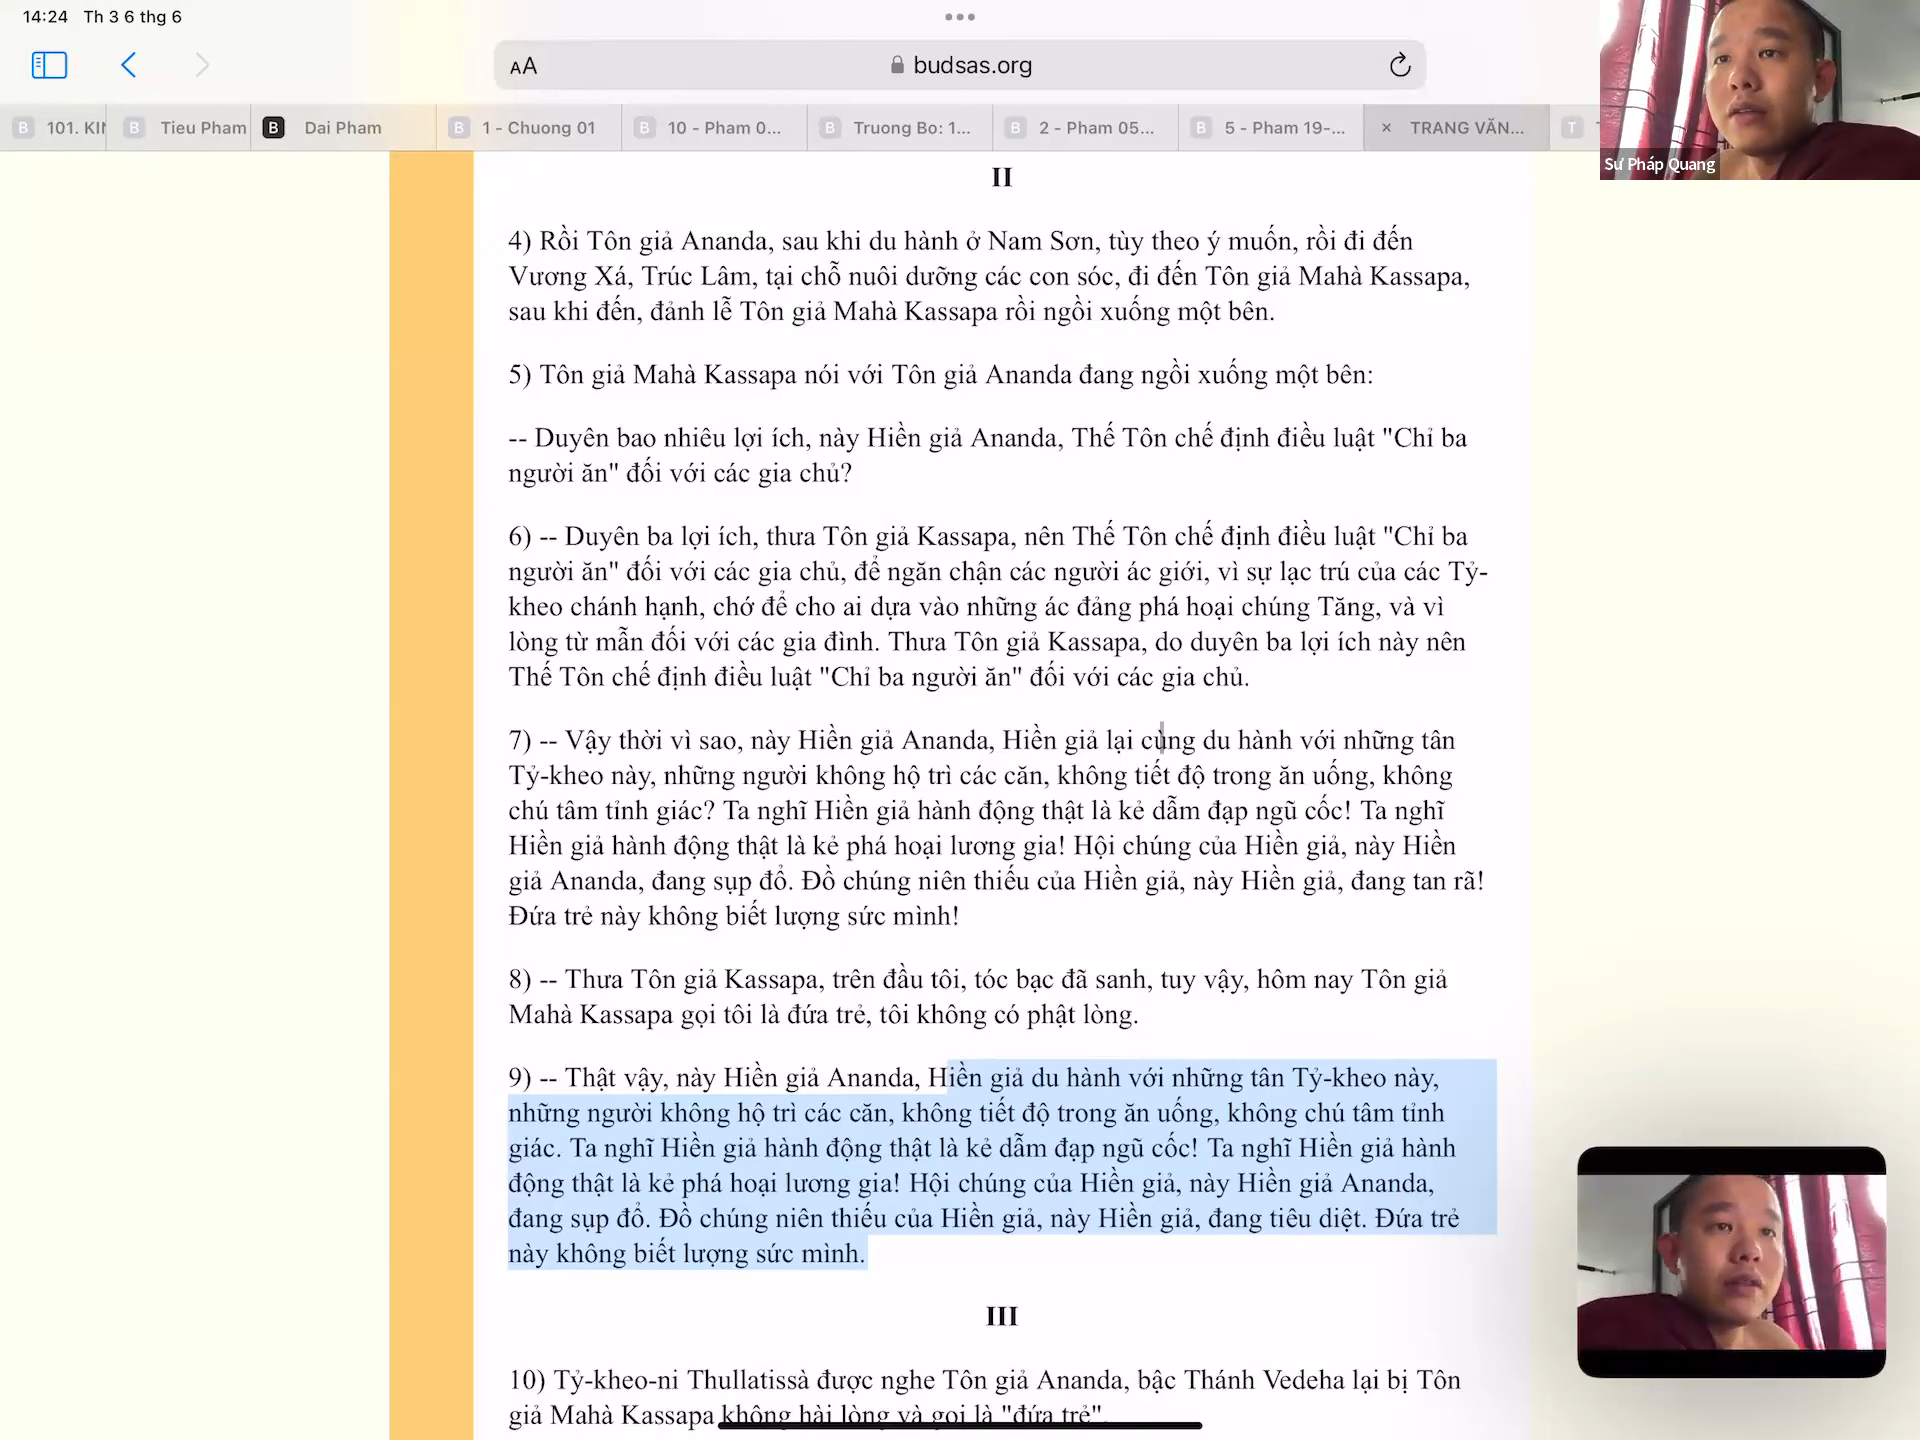 14:24 Th 3 6 thg 6
AA budsas.org
101. KI
Tieu Pham
Dai Pham
1 - Chuong 01
10 - Pham 0...
Truong Bo: 1...
2 - Pham 05...
5 - Pham 19-...
TRANG VĂN...
Sư Pháp Quang
II
4) Rồi Tôn giả Ananda, sau khi du hành ở Nam Sơn, tùy theo ý muốn, rồi đi đến
Vương Xá, Trúc Lâm, tại chỗ nuôi dưỡng các con sóc, đi đến Tôn giả Mahà Kassapa,
sau khi đến, đảnh lễ Tôn giả Mahà Kassapa rồi ngồi xuống một bên.
5) Tôn giả Mahà Kassapa nói với Tôn giả Ananda đang ngồi xuống một bên:
-- Duyên bao nhiêu lợi ích, này Hiền giả Ananda, Thế Tôn chế định điều luật "Chỉ ba
người ăn" đối với các gia chủ?
6) -- Duyên ba lợi ích, thưa Tôn giả Kassapa, nên Thế Tôn chế định điều luật "Chỉ ba
người ăn" đối với các gia chủ, để ngăn chận các người ác giới, vì sự lạc trú của các Tỷ-
kheo chánh hạnh, chớ để cho ai dựa vào những ác đảng phá hoại chúng Tăng, và vì
lòng từ mẫn đối với các gia đình. Thưa Tôn giả Kassapa, do duyên ba lợi ích này nên
Thế Tôn chế định điều luật "Chỉ ba người ăn" đối với các gia chủ.
7) -- Vậy thời vì sao, này Hiền giả Ananda, Hiền giả lại cùng du hành với những tân
Tỷ-kheo này, những người không hộ trì các căn, không tiết độ trong ăn uống, không
chú tâm tỉnh giác? Ta nghĩ Hiền giả hành động thật là kẻ dẫm đạp ngũ cốc! Ta nghĩ
Hiền giả hành động thật là kẻ phá hoại lương gia! Hội chúng của Hiền giả, này Hiền
giả Ananda, đang sụp đổ. Đồ chúng niên thiếu của Hiền giả, này Hiền giả, đang tan rã!
Đứa trẻ này không biết lượng sức mình!
8) -- Thưa Tôn giả Kassapa, trên đầu tôi, tóc bạc đã sanh, tuy vậy, hôm nay Tôn giả
Mahà Kassapa gọi tôi là đứa trẻ, tôi không có phật lòng.
9) -- Thật vậy, này Hiền giả Ananda, Hiền giả du hành với những tân Tỷ-kheo này,
những người không hộ trì các căn, không tiết độ trong ăn uống, không chú tâm tỉnh
giác. Ta nghĩ Hiền giả hành động thật là kẻ dẫm đạp ngũ cốc! Ta nghĩ Hiền giả hành
động thật là kẻ phá hoại lương gia! Hội chúng của Hiền giả, này Hiền giả Ananda,
đang sụp đổ. Đồ chúng niên thiếu của Hiền giả, này Hiền giả, đang tiêu diệt. Đứa trẻ
này không biết lượng sức mình.
III
10) Tỷ-kheo-ni Thullatissà được nghe Tôn giả Ananda, bậc Thánh Vedeha lại bị Tôn
giả Mahà Kassapa không hài lòng và gọi là "đứa trẻ".